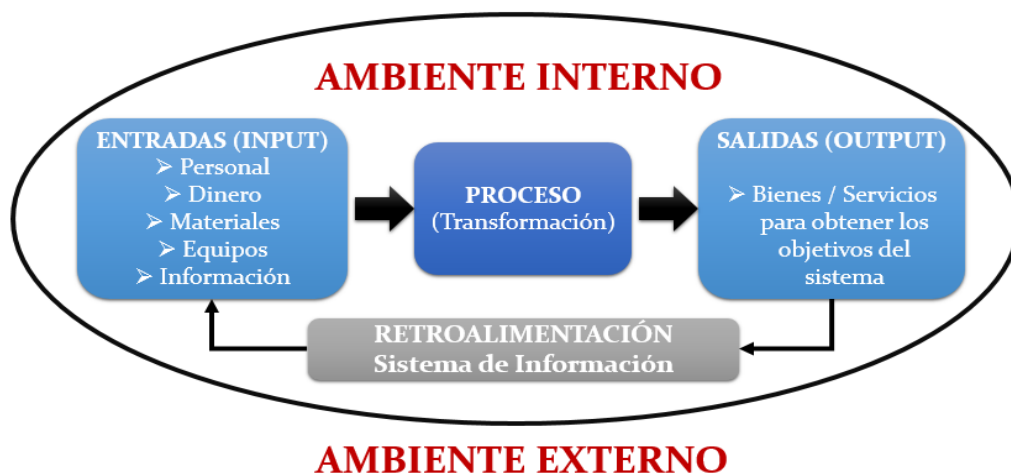 AMBIENTE INTERNO
ENTRADAS (INPUT)
➢ Personal
➢ Dinero
➢ Materiales
➢ Equipos
➢ Información
PROCESO
(Transformación)
SALIDAS (OUTPUT)
➢ Bienes / Servicios
para obtener los
objetivos del
sistema
RETROALIMENTACIÓN
Sistema de Información
AMBIENTE EXTERNO